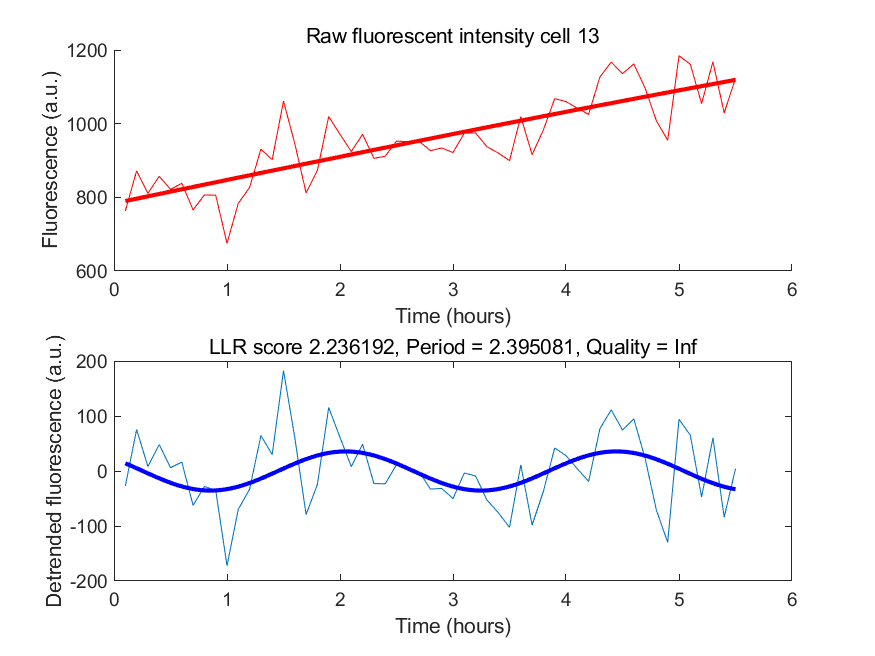 Raw fluorescent intensity cell 13
Fluorescence (a.u.)
1200
1000
800
600
0 1 2 3 4 5 6
Time (hours)
LLR score 2.236192, Period = 2.395081, Quality = Inf
Detrended fluorescence (a.u.)
200
100
0
-100
-200
0 1 2 3 4 5 6
Time (hours)